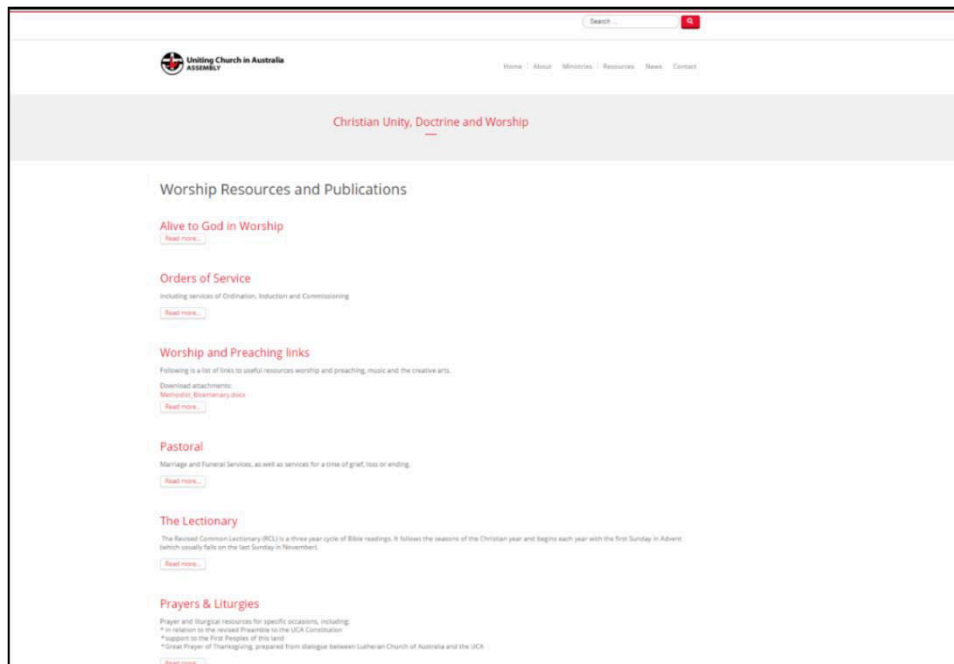 Search ...
Uniting Church in Australia
ASSEMBLY
Home About Ministries Resources News Contact
Christian Unity, Doctrine and Worship
Worship Resources and Publications
Alive to God in Worship
Read more...
Orders of Service
Including services of Ordination, Induction and Commissioning
Read more...
Worship and Preaching links
Following is a list of links to useful resources worship and preaching, music and the creative arts.
Download attachments:
Methodist_Bicentenary.docx
Read more...
Pastoral
Marriage and Funeral Services, as well as services for a time of grief, loss or ending.
Read more...
The Lectionary
The Revised Common Lectionary (RCL) is a three year cycle of Bible readings. It follows the seasons of the Christian year and begins each year with the first Sunday in Advent
(which usually falls on the last Sunday in November).
Read more...
Prayers & Liturgies
Prayer and liturgical resources for specific occasions, including:
* in relation to the revised Preamble to the UCA Constitution
* support to the First Peoples of this land
* Great Prayer of Thanksgiving, prepared from dialogue between Lutheran Church of Australia and the UCA
Read more...